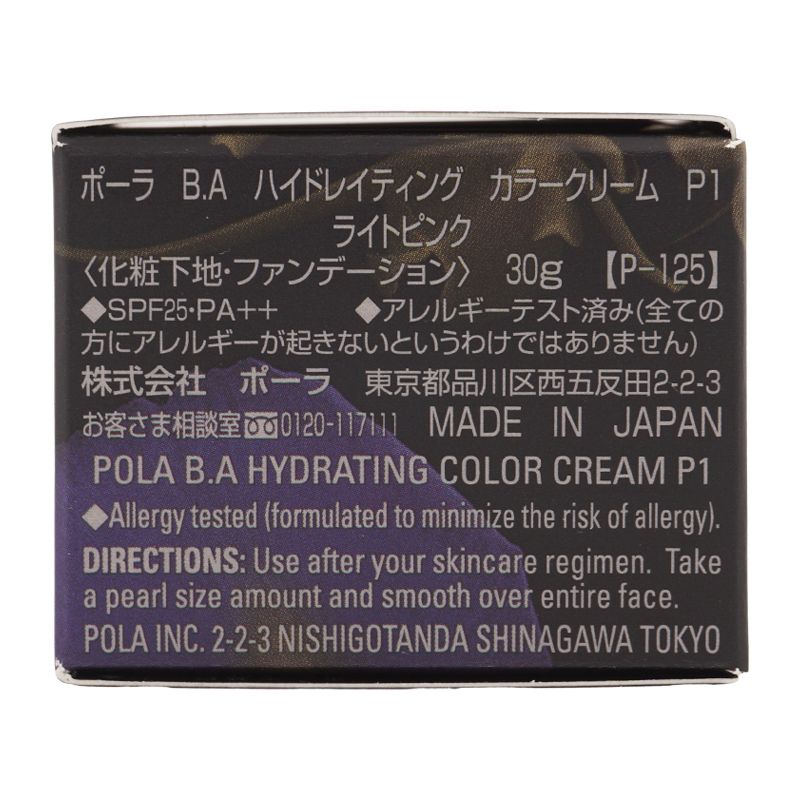 ポーラ B.A ハイドレイティング カラークリーム P1
ライトピンク
〈化粧下地・ファンデーション〉 30g 【P-125】
◆SPF25・PA++ ◆アレルギーテスト済み(全ての
方にアレルギーが起きないというわけではありません)
株式会社 ポーラ 東京都品川区西五反田2-2-3
お客さま相談室 0120-117111 MADE IN JAPAN
POLA B.A HYDRATING COLOR CREAM P1
◆Allergy tested (formulated to minimize the risk of allergy).
DIRECTIONS: Use after your skincare regimen. Take
a pearl size amount and smooth over entire face.
POLA INC. 2-2-3 NISHIGOTANDA SHINAGAWA TOKYO